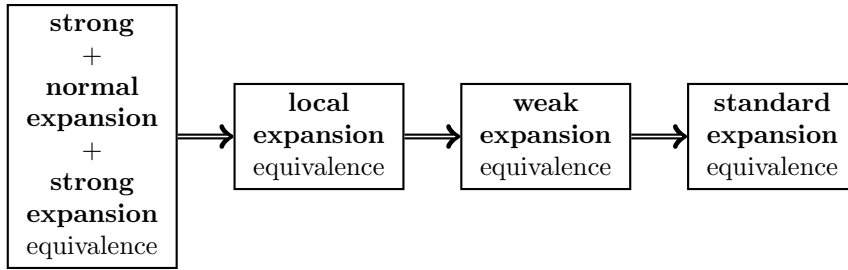 strong
+
normal
expansion
+
strong
expansion
equivalence
local
expansion
equivalence
weak
expansion
equivalence
standard
expansion
equivalence